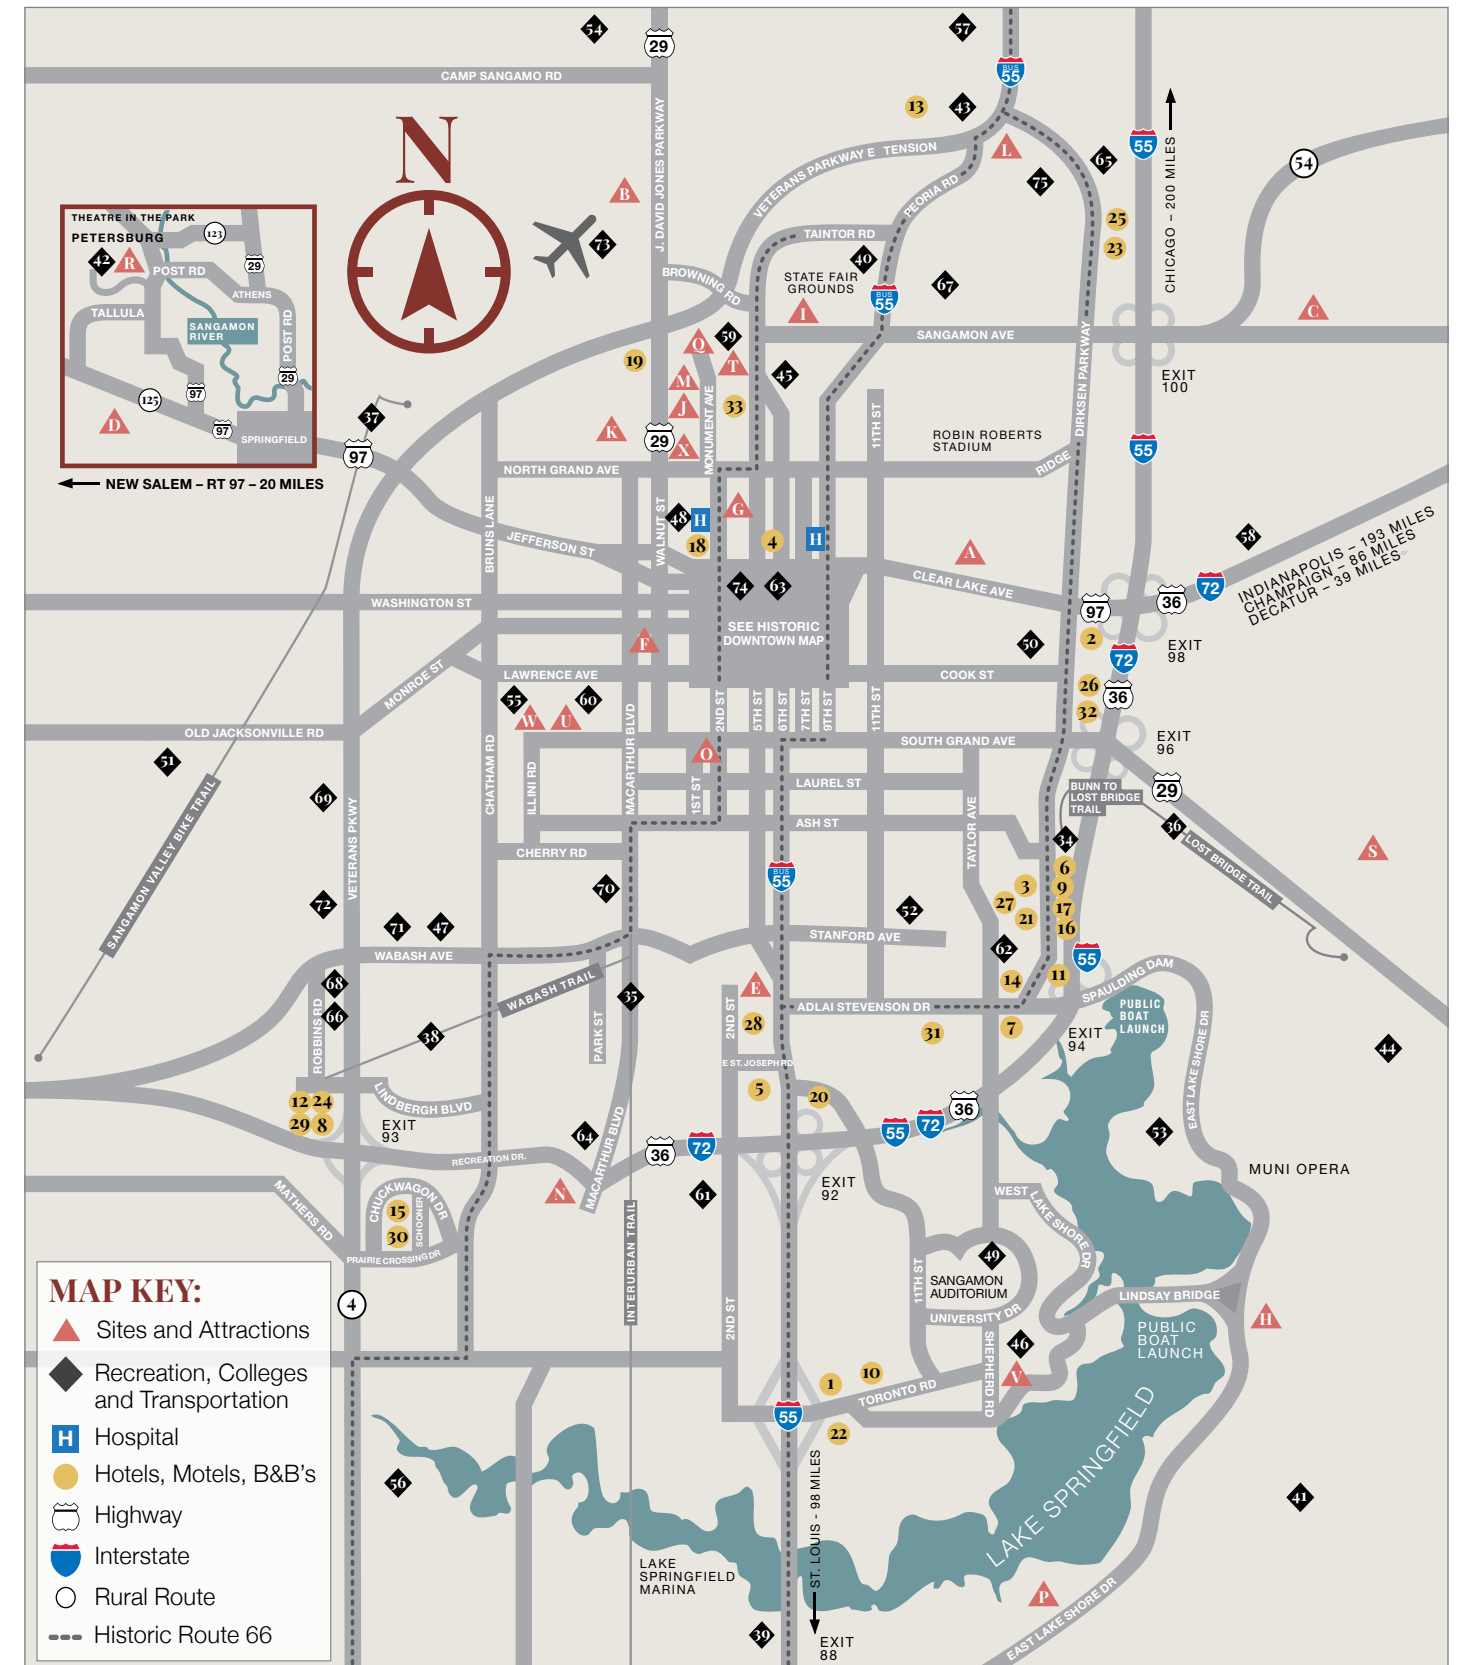 54
29
57
BUS
55
CAMP SANGAMO RD
13
43
N
J. DAVID JONES PARKWAY
VETERANS PARKWAY E TENSION
L
65
55
CHICAGO – 200 MILES
54
75
B
PEORIA RD
25
23
THEATRE IN THE PARK
PETERSBURG
123
42
R
POST RD
29
ATHENS
TALLULA
SANGAMON
RIVER
POST RD
29
97
125
D
97
SPRINGFIELD
NEW SALEM – RT 97 – 20 MILES
73
TAINTOR RD
40
BROWNING RD
STATE FAIR
GROUNDS
BUS
55
67
I
SANGAMON AVE
C
DIRKSEN PARKWAY
EXIT
100
59
Q
T
19
M
45
J
33
MONUMENT AVE
K
29
X
37
97
11TH ST
ROBIN ROBERTS
STADIUM
55
RIDGE
NORTH GRAND AVE
BRUNS LANE
WALNUT ST
G
48
H
18
4
H
JEFFERSON ST
A
58
INDIANAPOLIS – 193 MILES
CHAMPAIGN – 86 MILES
DECATUR – 39 MILES
CLEAR LAKE AVE
72
36
97
74
63
WASHINGTON ST
SEE HISTORIC
DOWNTOWN MAP
2
50
EXIT
98
72
F
LAWRENCE AVE
COOK ST
MONROE ST
26
36
32
55
60
W
U
2ND ST
5TH ST
6TH ST
7TH ST
9TH ST
11TH ST
MACARTHUR BLVD
OLD JACKSONVILLE RD
SOUTH GRAND AVE
EXIT
96
51
O
CHATHAM RD
ILLINI RD
1ST ST
LAUREL ST
BUNN TO
LOST BRIDGE
TRAIL
29
69
VETERANS PKWY
TAYLOR AVE
ASH ST
36
34
LOST BRIDGE TRAIL
S
CHERRY RD
SANGAMON VALLEY BIKE TRAIL
BUS
55
6
3
9
70
27
17
72
52
21
16
71
47
STANFORD AVE
62
WABASH AVE
55
68
WABASH TRAIL
14
11
SPAULDING DAM
E
35
2ND ST
ADLAI STEVENSON DR
PUBLIC
BOAT
LAUNCH
66
ROBBINS RD
28
PARK ST
31
7
EXIT
94
38
EAST LAKE SHORE DR
44
E ST. JOSEPH RD
LINDBERGH BLVD
12
24
29
8
5
20
36
EXIT
93
55
72
53
64
MACARTHUR BLVD
36
72
RECREATION DR.
MUNI OPERA
EXIT
92
N
61
WEST
LAKE SHORE DR
CHUCKWAGON DR
15
30
SCHOONER
MATHERS RD
PRAIRIE CROSSING DR
INTERURBAN TRAIL
49
SANGAMON
AUDITORIUM
11TH ST
LINDSAY BRIDGE
UNIVERSITY DR
H
2ND ST
46
PUBLIC
BOAT
LAUNCH
SHEPHERD RD
V
4
1
10
TORONTO RD
55
22
LAKE SPRINGFIELD
56
ST. LOUIS - 98 MILES
41
LAKE
SPRINGFIELD
MARINA
P
EAST LAKE SHORE DR
39
EXIT
88
MAP KEY:
Sites and Attractions
Recreation, Colleges
and Transportation
H Hospital
Hotels, Motels, B&B's
Highway
Interstate
Rural Route
Historic Route 66